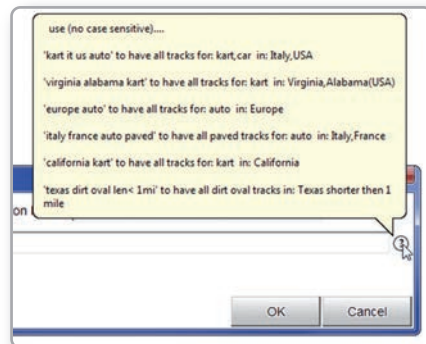 use (no case sensitive)....
'kart it us auto' to have all tracks for: kart,car in: Italy,USA
'virginia alabama kart' to have all tracks for: kart in: Virginia,Alabama(USA)
'europe auto' to have all tracks for: auto in: Europe
'italy france auto paved' to have all paved tracks for: auto in: Italy,France
'california kart' to have all tracks for: kart in: California
'texas dirt oval len< 1mi' to have all dirt oval tracks in: Texas shorter then 1
mile
on
OK Cancel